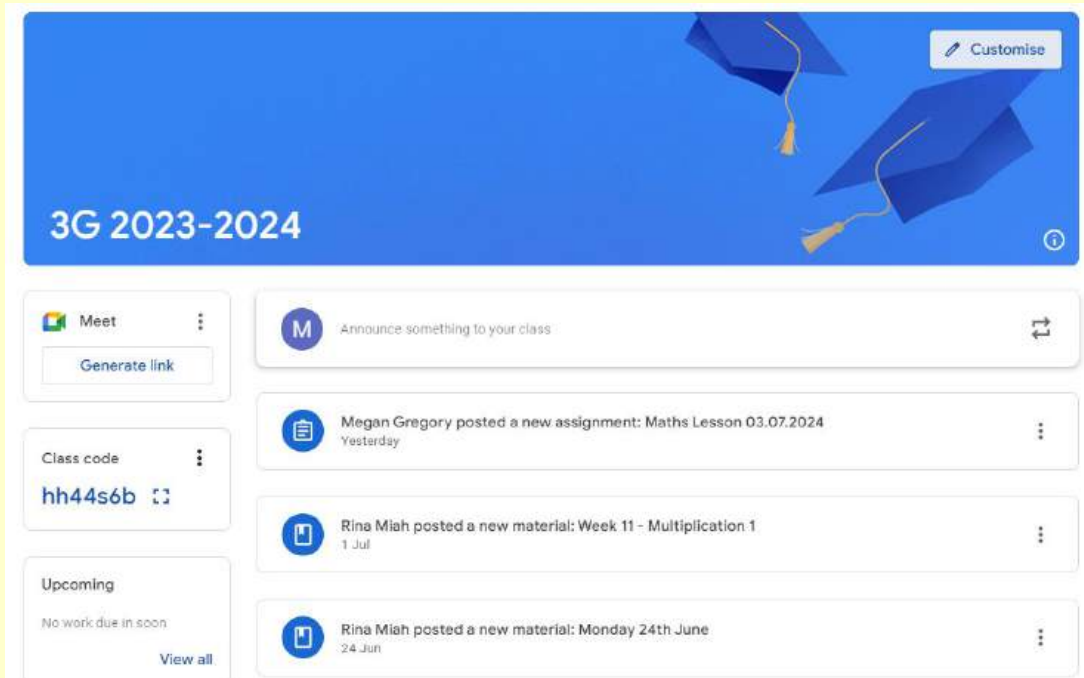 Customise
3G 2023-2024
Meet
Generate link
Class code
hh44s6b
Upcoming
No work due in soon
View all
M
Announce something to your class
Megan Gregory posted a new assignment: Maths Lesson 03.07.2024
Yesterday
Rina Miah posted a new material: Week 11 - Multiplication 1
1 Jul
Rina Miah posted a new material: Monday 24th June
24 Jun